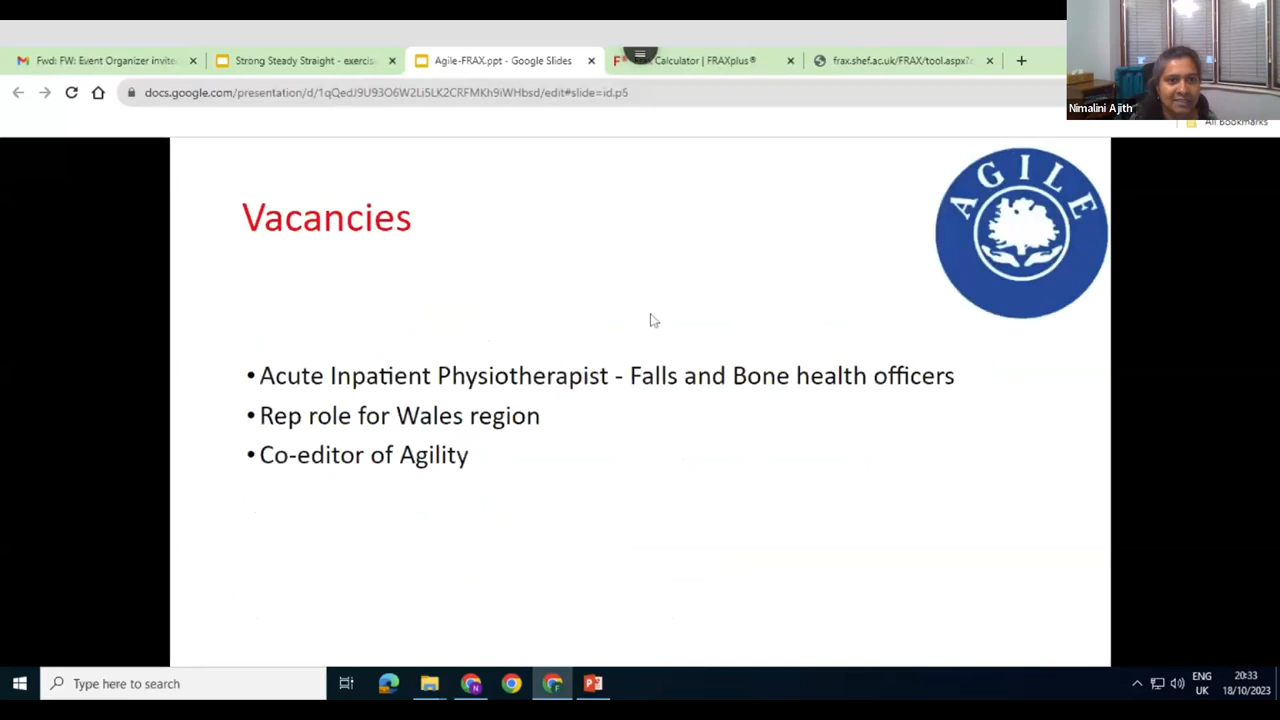 Fwd: FW: Event Organizer invite
Strong Steady Straight - exercis
Agile-FRAX.ppt - Google Slides
Calculator | FRAXplus®
frax.shef.ac.uk/FRAX/tool.aspx?c
docs.google.com/presentation/d/1qQedJ9U93O6W2Li5LK2CRFMKh9iWHbsd/edit#slide=id.p5
Nimalini Ajith
All Bookmarks
AGILE
Vacancies
•Acute Inpatient Physiotherapist - Falls and Bone health officers
•Rep role for Wales region
•Co-editor of Agility
Type here to search
ENG
UK
20:33
18/10/2023